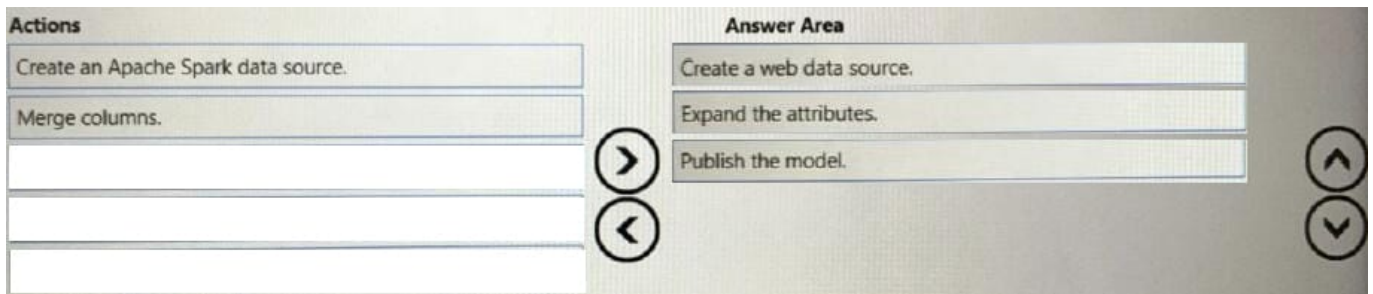 Actions
Answer Area
Create an Apache Spark data source.
Create a web data source.
Merge columns.
Expand the attributes.
Publish the model.